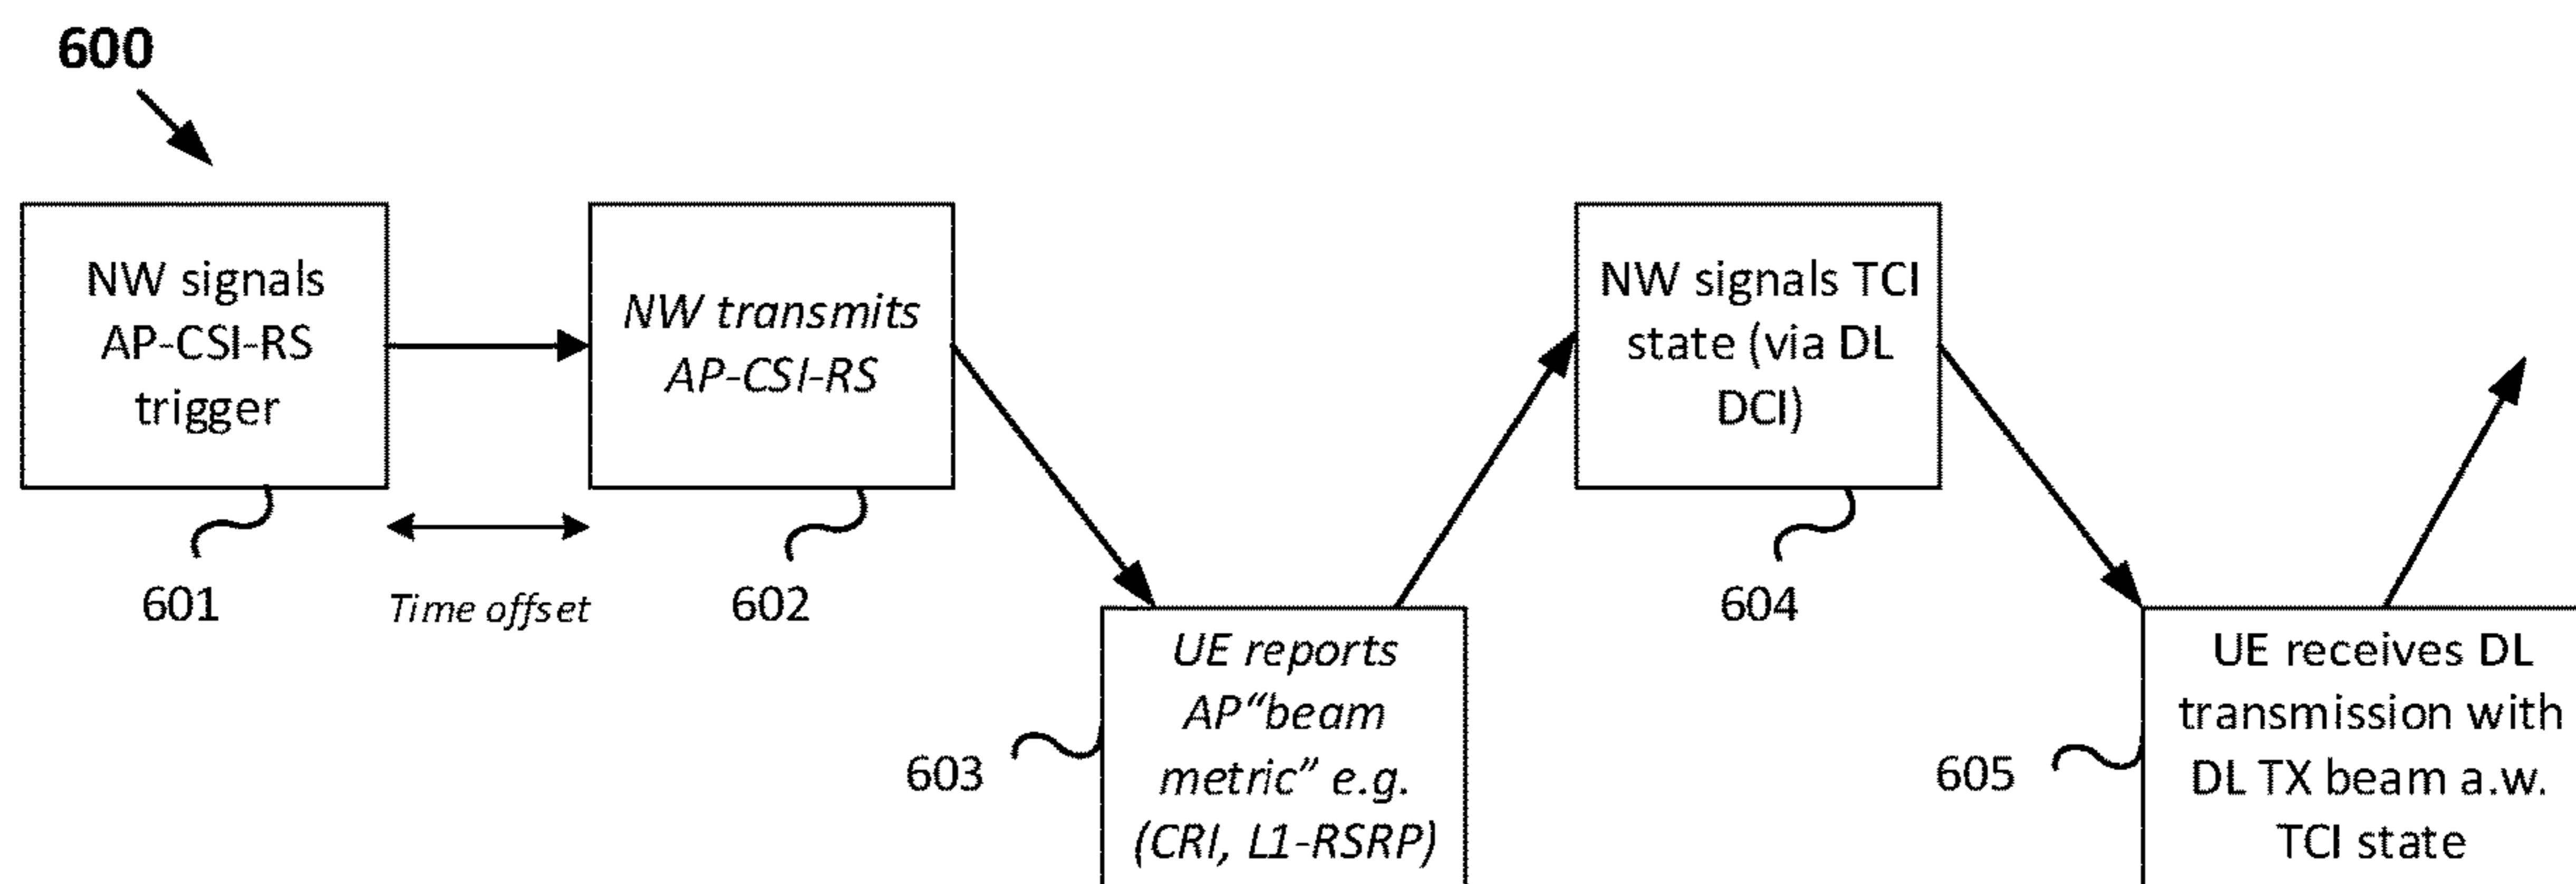 600
NW signals
AP-CSI-RS
trigger
NW transmits
AP-CSI-RS
NW signals TCI
state (via DL
DCI)
601
Time offset
602
604
UE reports
AP“beam
metric” e.g.
(CRI, L1-RSRP)
603
UE receives DL
transmission with
DL TX beam a.w.
TCI state
605